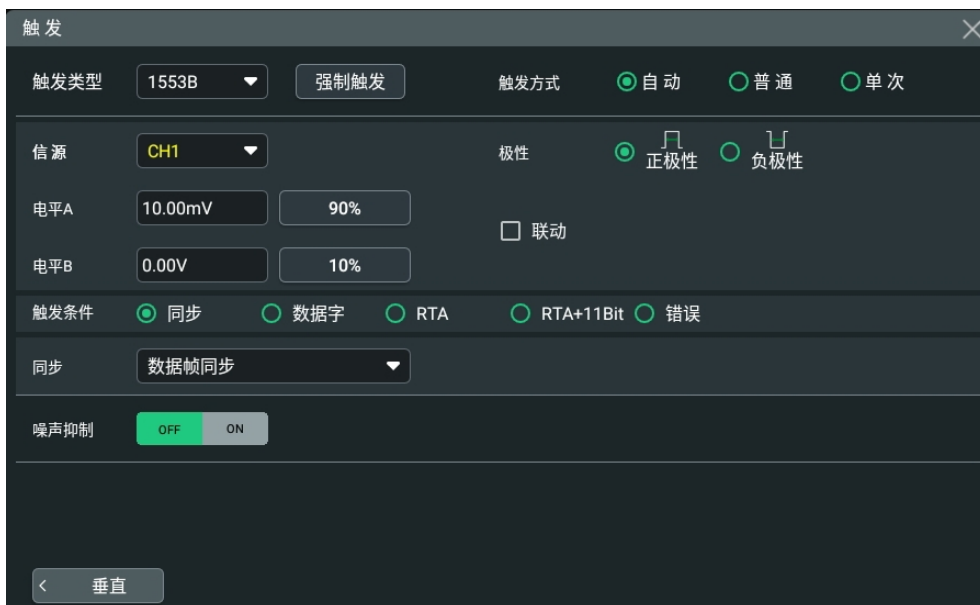 触 发
触发类型 1553B 强制触发 触发方式 自 动 普 通 单 次
信源 CH1 极性 正极性 负极性
电平A 10.00mV 90%
联动
电平B 0.00V 10%
触发条件 同步 数据字 RTA RTA+11Bit 错误
同步 数据帧同步
噪声抑制 OFF ON
< 垂直